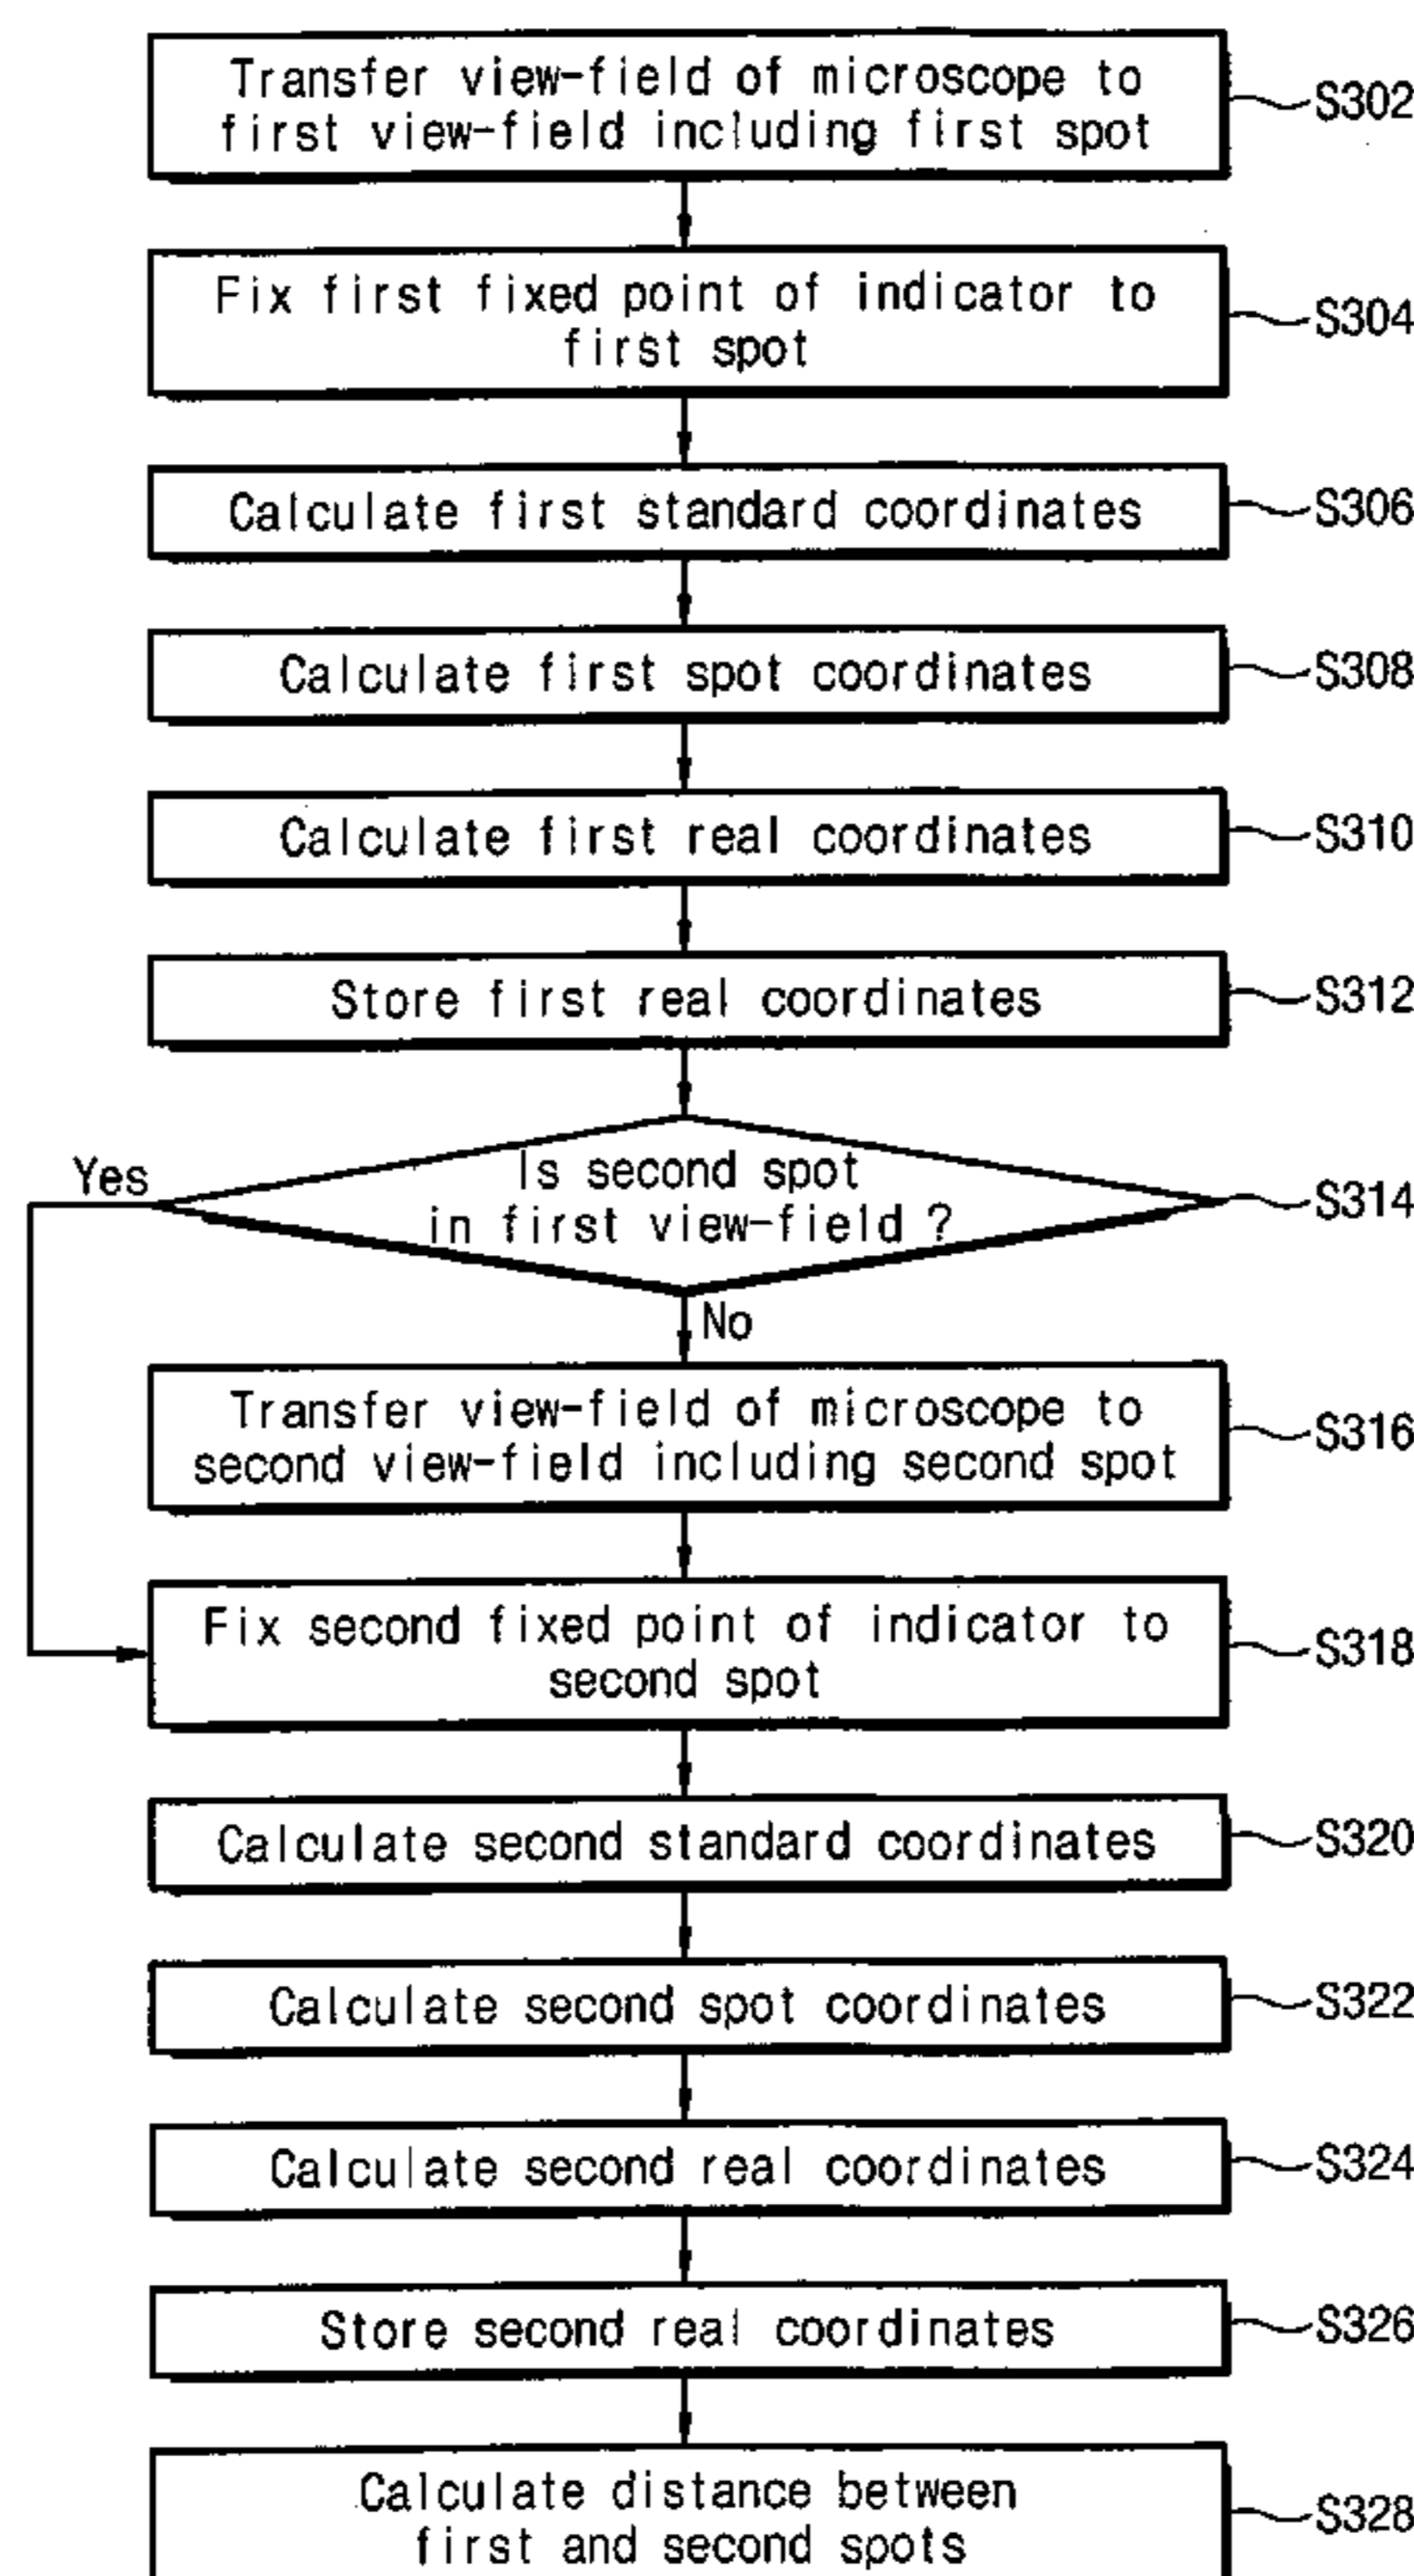 Transfer view-field of microscope to
first view-field including first spot
S302
Fix first fixed point of indicator to
first spot
S304
Calculate first standard coordinates
S306
Calculate first spot coordinates
S308
Calculate first real coordinates
S310
Store first real coordinates
S312
Is second spot
in first view-field ?
S314
Yes
No
Transfer view-field of microscope to
second view-field including second spot
S316
Fix second fixed point of indicator to
second spot
S318
Calculate second standard coordinates
S320
Calculate second spot coordinates
S322
Calculate second real coordinates
S324
Store second real coordinates
S326
Calculate distance between
first and second spots
S328